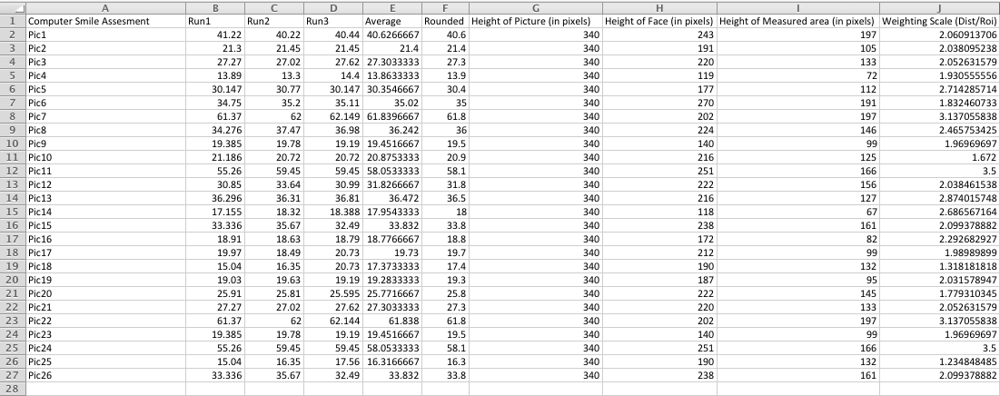 A B C D E F G H I J
1 Computer Smile Assesment Run1 Run2 Run3 Average Rounded Height of Picture (in pixels) Height of Face (in pixels) Height of Measured area (in pixels) Weighting Scale (Dist/Roi)
2 Pic1 41.22 40.22 40.44 40.6266667 40.6 340 243 197 2.060913706
3 Pic2 21.3 21.45 21.45 21.4 21.4 340 191 105 2.038095238
4 Pic3 27.27 27.02 27.62 27.3033333 27.3 340 220 133 2.052631579
5 Pic4 13.89 13.3 14.4 13.8633333 13.9 340 119 72 1.930555556
6 Pic5 30.147 30.77 30.147 30.3546667 30.4 340 177 112 2.714285714
7 Pic6 34.75 35.2 35.11 35.02 35 340 270 191 1.832460733
8 Pic7 61.37 62 62.149 61.8396667 61.8 340 202 197 3.137055838
9 Pic8 34.276 37.47 36.98 36.242 36 340 224 146 2.465753425
10 Pic9 19.385 19.78 19.19 19.4516667 19.5 340 140 99 1.96969697
11 Pic10 21.186 20.72 20.72 20.8753333 20.9 340 216 125 1.672
12 Pic11 55.26 59.45 59.45 58.0533333 58.1 340 251 166 3.5
13 Pic12 30.85 33.64 30.99 31.8266667 31.8 340 222 156 2.038461538
14 Pic13 36.296 36.31 36.81 36.472 36.5 340 216 127 2.874015748
15 Pic14 17.155 18.32 18.388 17.9543333 18 340 118 67 2.686567164
16 Pic15 33.336 35.67 32.49 33.832 33.8 340 238 161 2.099378882
17 Pic16 18.91 18.63 18.79 18.7766667 18.8 340 172 82 2.292682927
18 Pic17 19.97 18.49 20.73 19.73 19.7 340 212 99 1.98989899
19 Pic18 15.04 16.35 20.73 17.3733333 17.4 340 190 132 1.318181818
20 Pic19 19.03 19.63 19.19 19.2833333 19.3 340 187 95 2.031578947
21 Pic20 25.91 25.81 25.595 25.7716667 25.8 340 222 145 1.779310345
22 Pic21 27.27 27.02 27.62 27.3033333 27.3 340 220 133 2.052631579
23 Pic22 61.37 62 62.144 61.838 61.8 340 202 197 3.137055838
24 Pic23 19.385 19.78 19.19 19.4516667 19.5 340 140 99 1.96969697
25 Pic24 55.26 59.45 59.45 58.0533333 58.1 340 251 166 3.5
26 Pic25 15.04 16.35 17.56 16.3166667 16.3 340 190 132 1.234848485
27 Pic26 33.336 35.67 32.49 33.832 33.8 340 238 161 2.099378882
28